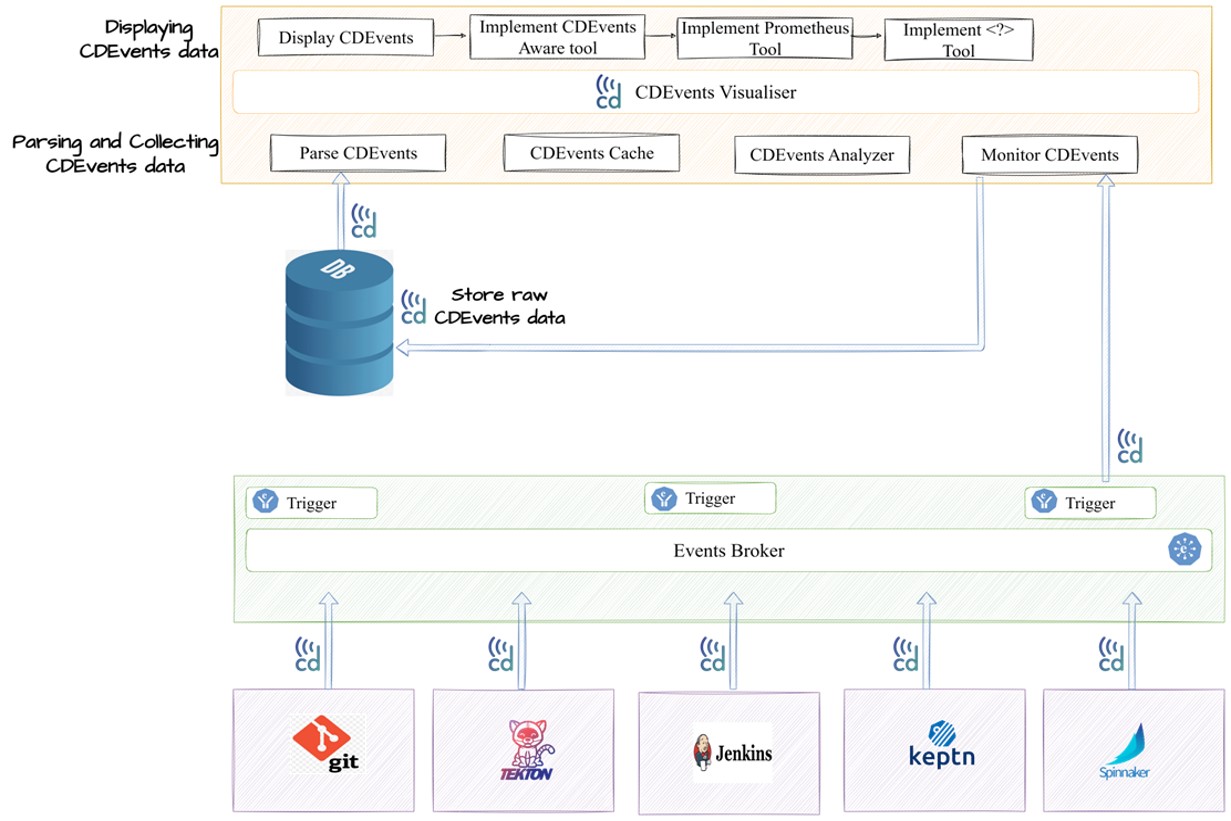 Displaying
CDEvents data
Display CDEvents
Implement CDEvents
Aware tool
Implement Prometheus
Tool
Implement <?>
Tool
cd
CDEvents Visualiser
Parsing and Collecting
CDEvents data
Parse CDEvents
CDEvents Cache
CDEvents Analyzer
Monitor CDEvents
cd
DB
cd
Store raw
CDEvents data
cd
Trigger
Trigger
Trigger
Events Broker
cd
cd
cd
cd
cd
git
TEKTON
Jenkins
keptn
Spinnaker